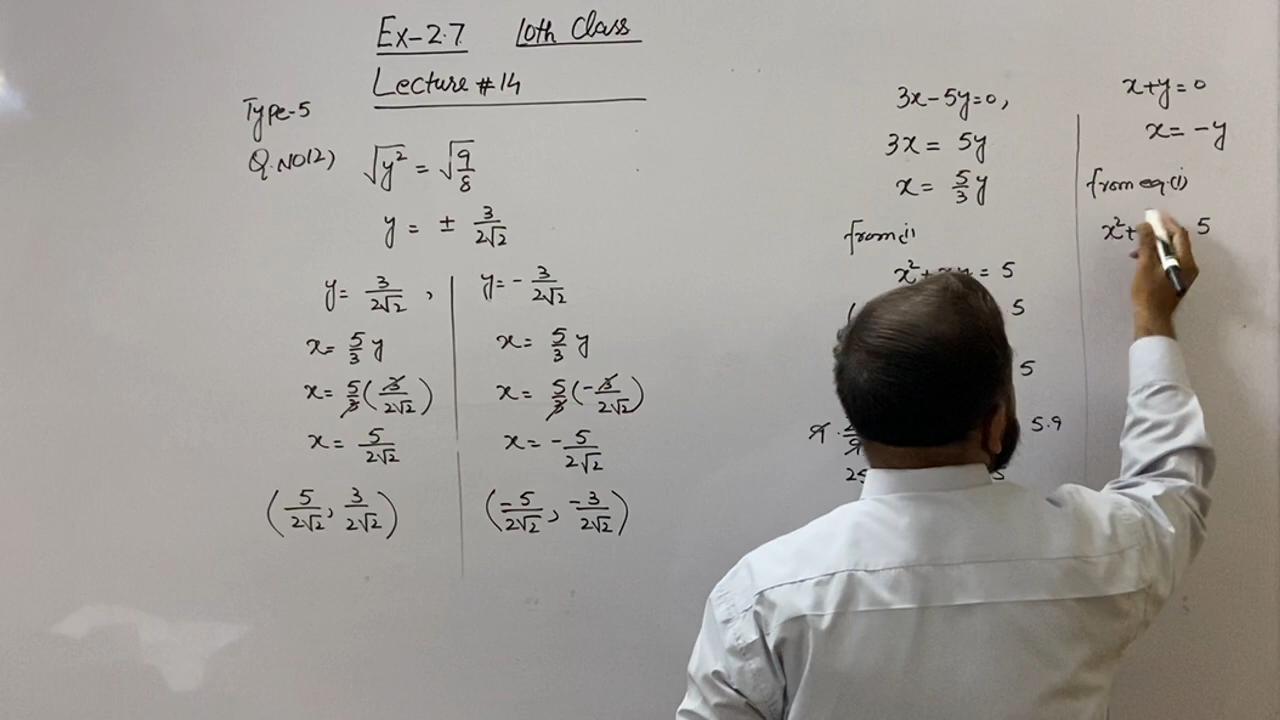 Ex-2.7 10th Class
Lecture #14
Type-5
Q.NO(2) √y² = √9/8
y = ± 3/2√2
y = 3/2√2 ,
x = 5/3 y
x = 5/3 (3/2√2)
x = 5/2√2
(5/2√2, 3/2√2)
y = - 3/2√2
x = 5/3 y
x = 5/3 (-3/2√2)
x = - 5/2√2
(-5/2√2, -3/2√2)
3x - 5y = 0,
3x = 5y
x = 5/3 y
from (i)
x² + xy = 5
5
5
9. 5.9
25
x + y = 0
x = -y
from eq (i)
x² + 5